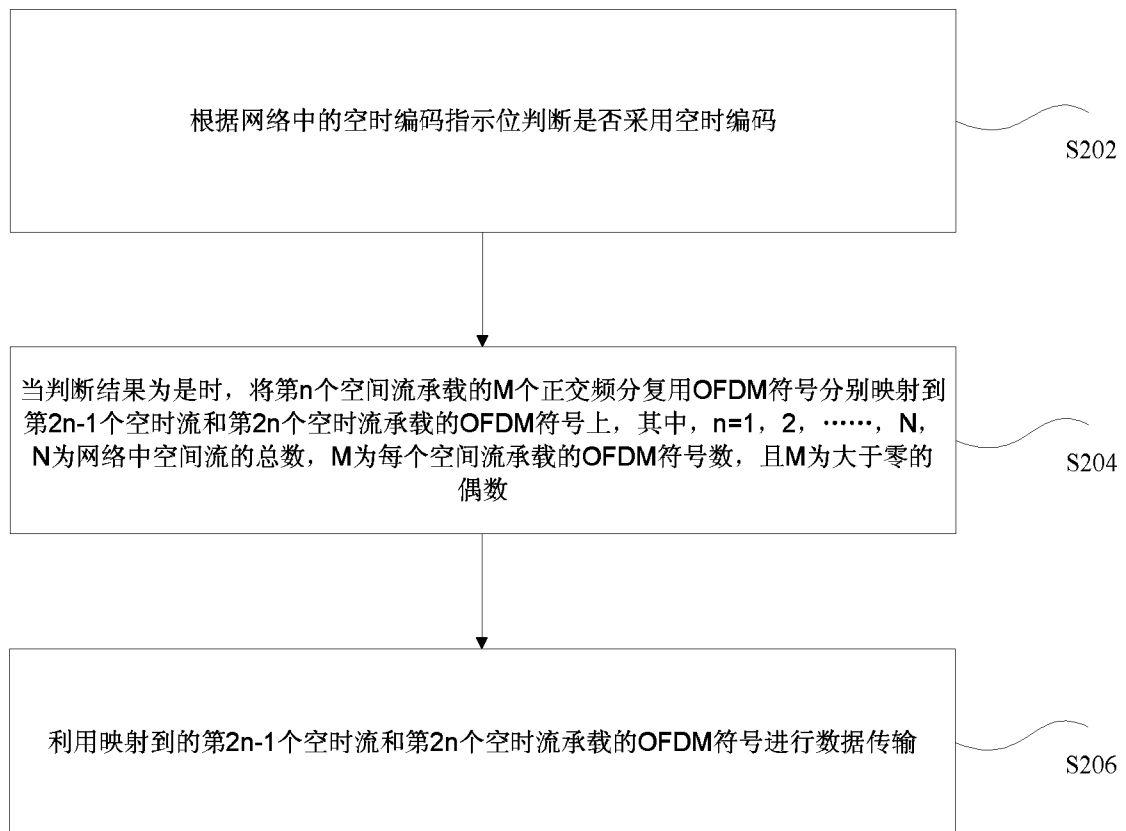 根据网络中的空时编码指示位判断是否采用空时编码
S202
当判断结果为是时，将第n个空间流承载的M个正交频分复用OFDM符号分别映射到
第2n-1个空时流和第2n个空时流承载的OFDM符号上，其中，n=1，2，……，N，
N为网络中空间流的总数，M为每个空间流承载的OFDM符号数，且M为大于零的
偶数
S204
利用映射到的第2n-1个空时流和第2n个空时流承载的OFDM符号进行数据传输
S206